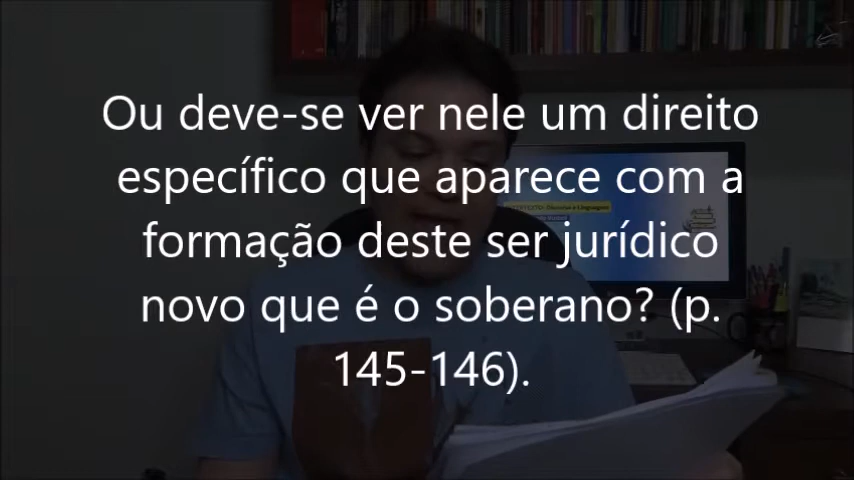 Ou deve-se ver nele um direito
específico que aparece com a
formação deste ser jurídico
novo que é o soberano? (p.
145-146).